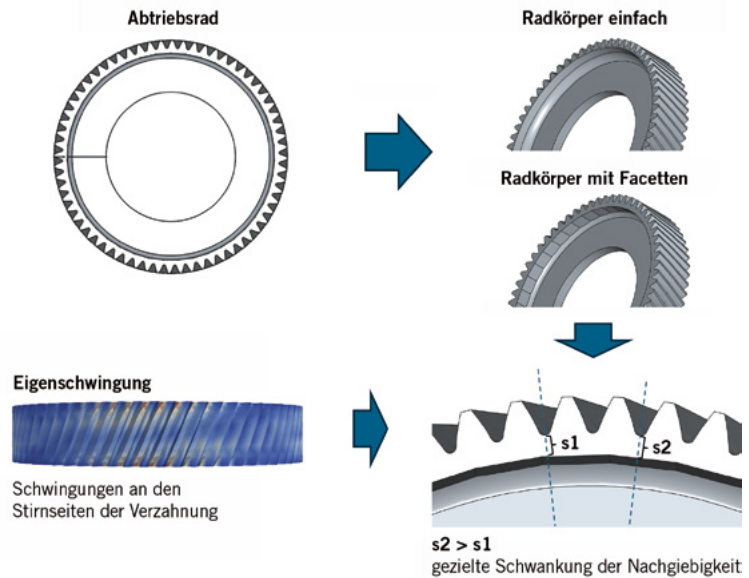 Abtriebsrad
Radkörper einfach
Radkörper mit Facetten
Eigenschwingung
Schwingungen an den
Stirnseiten der Verzahnung
s1
s2
s2 > s1
gezielte Schwankung der Nachgiebigkeit